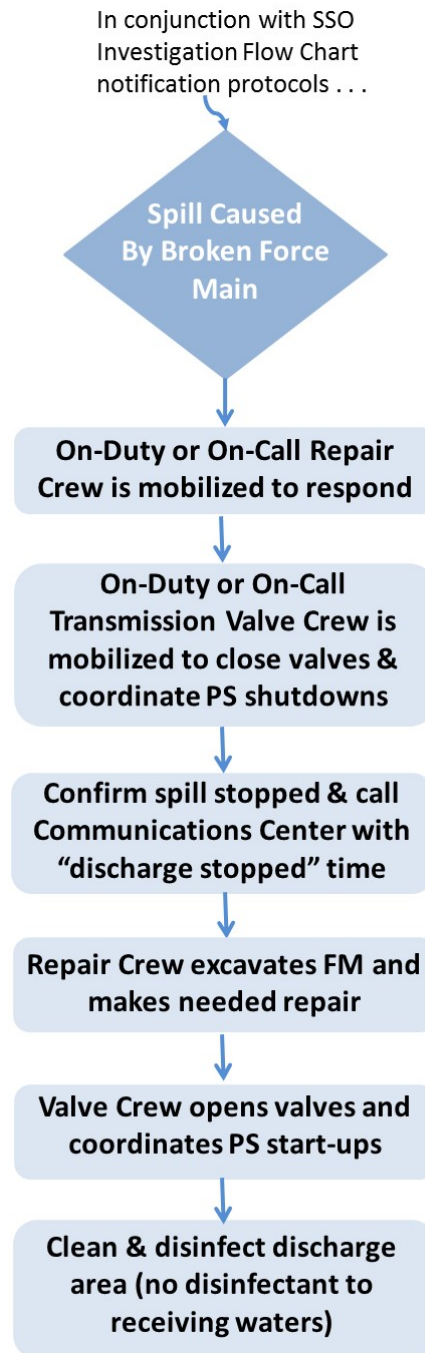 In conjunction with SSO
Investigation Flow Chart
notification protocols . . .
Spill Caused
By Broken Force
Main
On-Duty or On-Call Repair
Crew is mobilized to respond
On-Duty or On-Call
Transmission Valve Crew is
mobilized to close valves &
coordinate PS shutdowns
Confirm spill stopped & call
Communications Center with
“discharge stopped” time
Repair Crew excavates FM and
makes needed repair
Valve Crew opens valves and
coordinates PS start-ups
Clean & disinfect discharge
area (no disinfectant to
receiving waters)